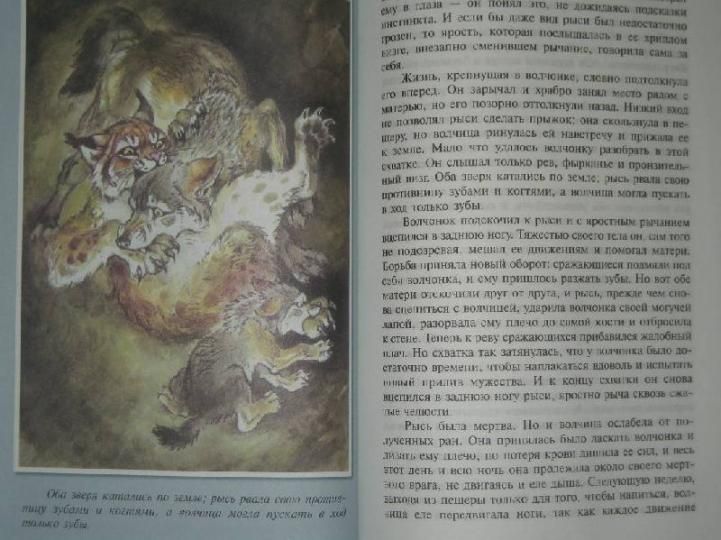 Оба зверя катались по земле; рысь рвала свою против-
ницу зубами и когтями, а волчица могла пускать в ход
только зубы.
ему в глаза — он понял это, не дожидаясь подсказки
инстинкта. И если бы даже вид рыси был недостаточно
грозен, то ярость, которая послышалась в ее хриплом
визге, внезапно сменившем рычание, говорила сама за
себя.
Жизнь, крепнущая в волчонке, словно подтолкнула
его вперед. Он зарычал и храбро занял место рядом с
матерью, но его позорно оттолкнули назад. Низкий вход
не позволял рыси сделать прыжок; она скользнула в пе-
щеру, но волчица ринулась ей навстречу и прижала ее
к земле. Мало что удалось волчонку разобрать в этой
схватке. Он слышал только рев, фырканье и пронзитель-
ный визг. Оба зверя катались по земле; рысь рвала свою
противницу зубами и когтями, а волчица могла пускать
в ход только зубы.
Волчонок подскочил к рыси и с яростным рычанием
вцепился в заднюю ногу. Тяжестью своего тела он, сам того
не подозревая, мешал ее движениям и помогал матери.
Борьба приняла новый оборот: сражающиеся подмяли под
себя волчонка, и ему пришлось разжать зубы. Но вот обе
матери отскочили друг от друга, и рысь, прежде чем сно-
ва сцепиться с волчицей, ударила волчонка своей могучей
лапой, разорвала ему плечо до самой кости и отбросила
к стене. Теперь к реву сражающихся прибавился жалобный
плач. Но схватка так затянулась, что у волчонка было до-
статочно времени, чтобы наплакаться вдоволь и испытать
новый прилив мужества. И к концу схватки он снова
вцепился в заднюю ногу рыси, яростно рыча сквозь сжа-
тые челюсти.
Рысь была мертва. Но и волчица ослабела от по-
лученных ран. Она принялась было ласкать волчонка и
лизать ему плечо, но потеря крови лишила ее сил, и весь
этот день и всю ночь она пролежала около своего мерт-
вого врага, не двигаясь и еле дыша. Следующую неделю,
выходя из пещеры только для того, чтобы напиться, вол-
чица еле передвигала ноги, так как каждое движение